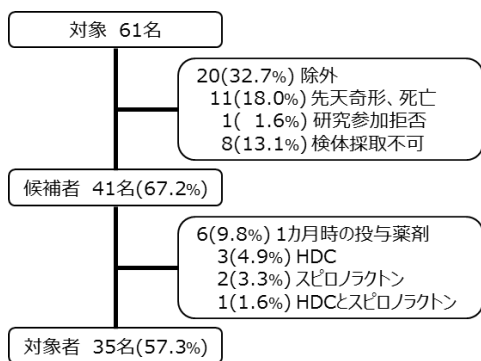 対象 61名
20(32.7%) 除外
11(18.0%) 先天奇形、死亡
1( 1.6%) 研究参加拒否
8(13.1%) 検体採取不可
候補者 41名(67.2%)
6(9.8%) 1カ月時の投与薬剤
3(4.9%) HDC
2(3.3%) スピロノラクトン
1(1.6%) HDCとスピロノラクトン
対象者 35名(57.3%)